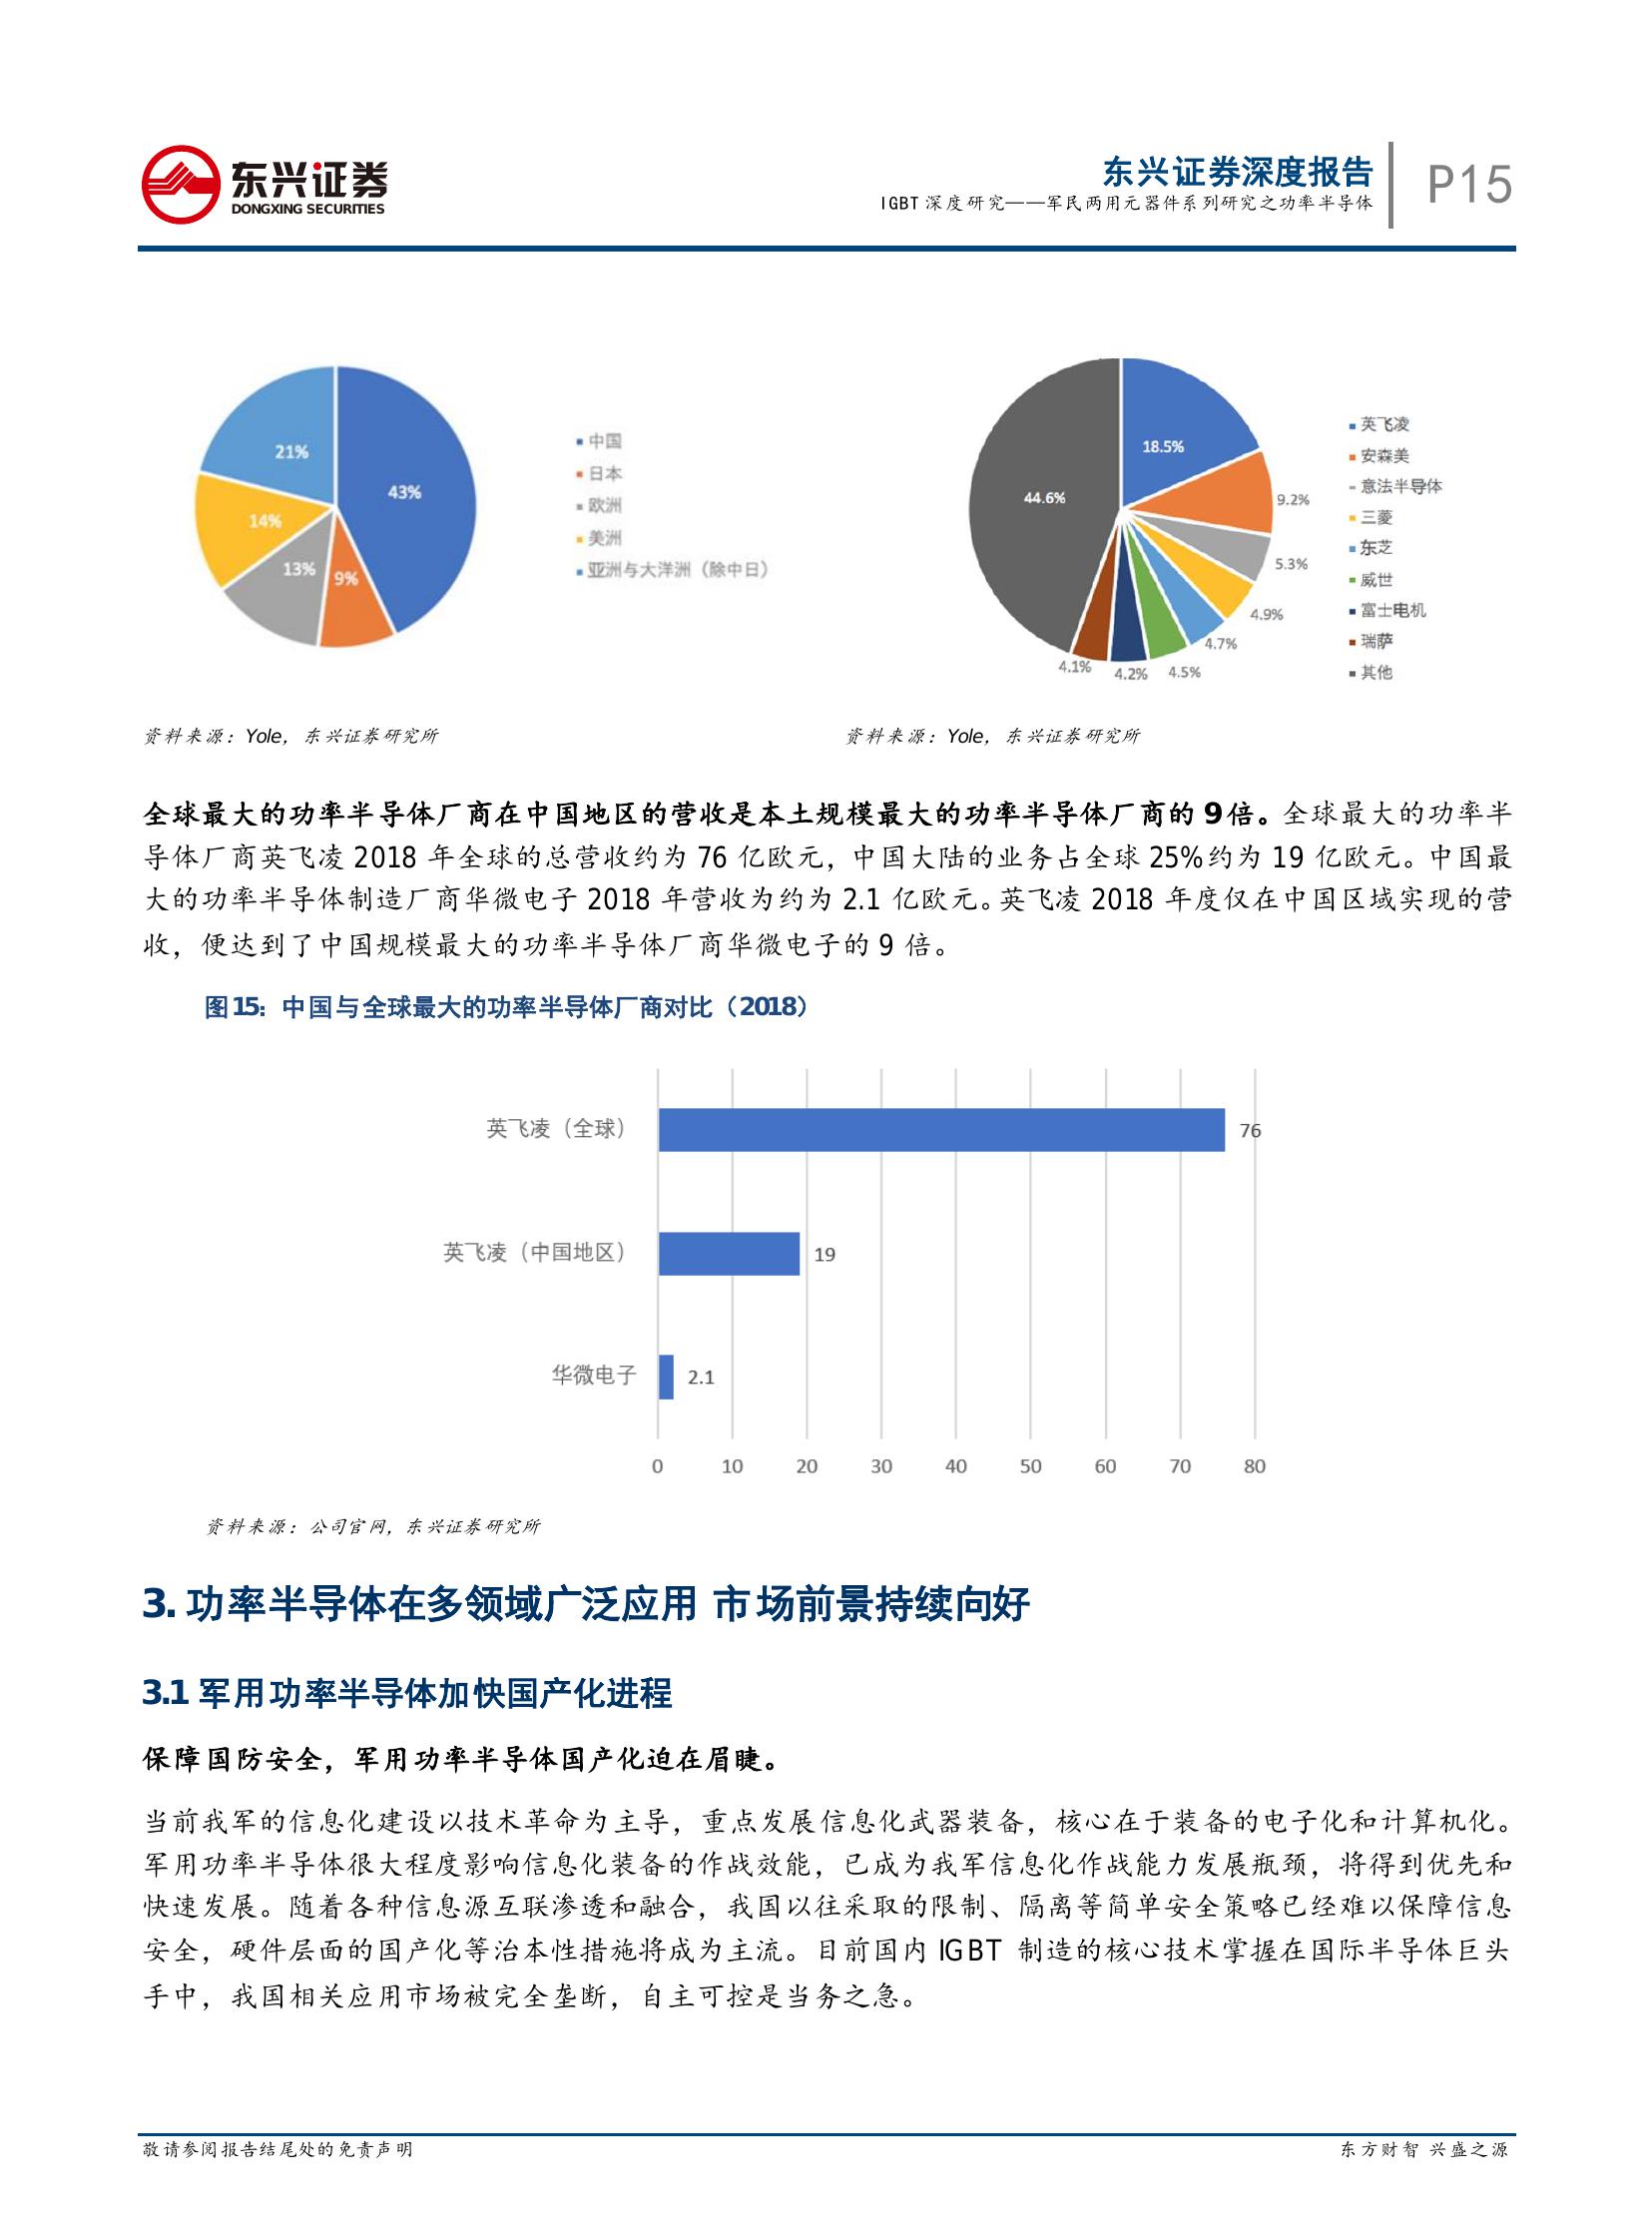 东兴证券
DONGXING SECURITIES
东兴证券深度报告
IGBT 深度研究——军民两用元器件系列研究之功率半导体
P15
43%
9%
13%
14%
21%
中国
日本
欧洲
美洲
亚洲与大洋洲（除中日）
18.5%
9.2%
5.3%
4.9%
4.7%
4.5%
4.2%
4.1%
44.6%
英飞凌
安森美
意法半导体
三菱
东芝
威世
富士电机
瑞萨
其他
资料来源：Yole，东兴证券研究所
资料来源：Yole，东兴证券研究所
全球最大的功率半导体厂商在中国地区的营收是本土规模最大的功率半导体厂商的 9倍。全球最大的功率半
导体厂商英飞凌 2018 年全球的总营收约为 76 亿欧元，中国大陆的业务占全球 25%约为 19 亿欧元。中国最
大的功率半导体制造厂商华微电子 2018 年营收为约为 2.1 亿欧元。英飞凌 2018 年度仅在中国区域实现的营
收，便达到了中国规模最大的功率半导体厂商华微电子的 9 倍。
图15：中国与全球最大的功率半导体厂商对比（2018）
英飞凌（全球）
76
英飞凌（中国地区）
19
华微电子
2.1
0 10 20 30 40 50 60 70 80
资料来源：公司官网，东兴证券研究所
3. 功率半导体在多领域广泛应用 市场前景持续向好
3.1 军用功率半导体加快国产化进程
保障国防安全，军用功率半导体国产化迫在眉睫。
当前我军的信息化建设以技术革命为主导，重点发展信息化武器装备，核心在于装备的电子化和计算机化。
军用功率半导体很大程度影响信息化装备的作战效能，已成为我军信息化作战能力发展瓶颈，将得到优先和
快速发展。随着各种信息源互联渗透和融合，我国以往采取的限制、隔离等简单安全策略已经难以保障信息
安全，硬件层面的国产化等治本性措施将成为主流。目前国内 IGBT 制造的核心技术掌握在国际半导体巨头
手中，我国相关应用市场被完全垄断，自主可控是当务之急。
敬请参阅报告结尾处的免责声明
东方财智 兴盛之源